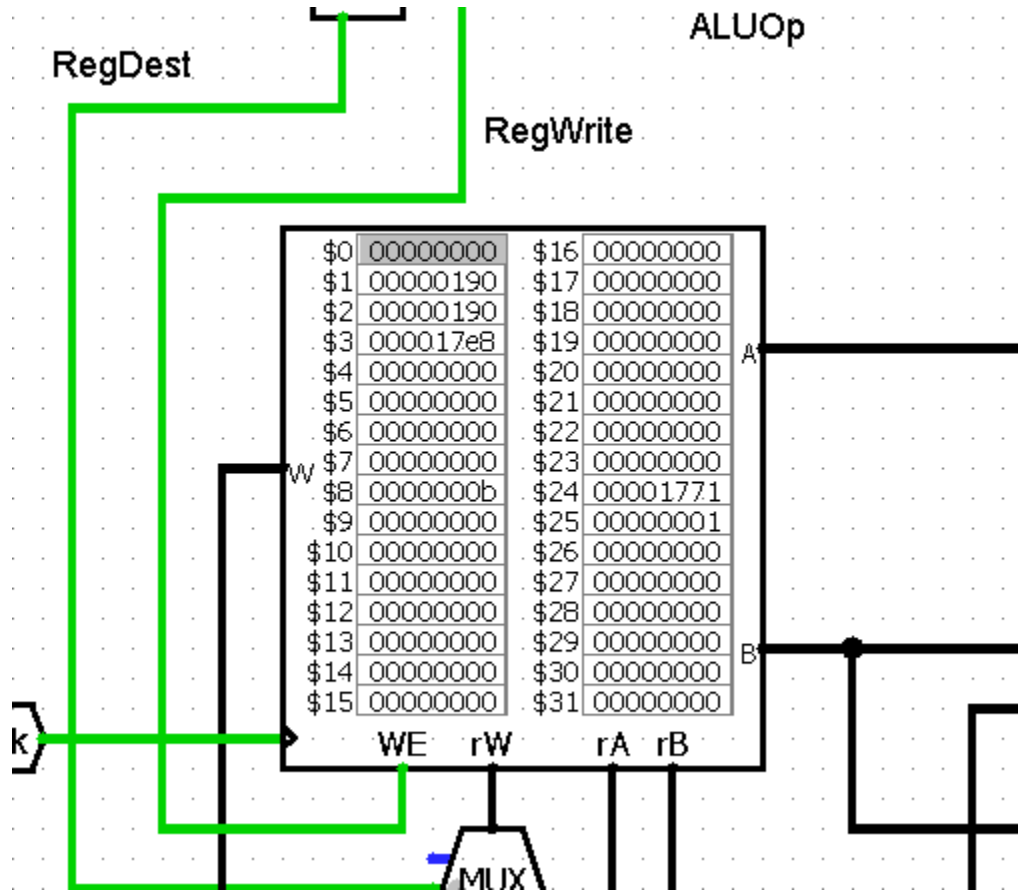 ALUOp
RegDest
RegWrite
$0 00000000 $16 00000000
$1 00000190 $17 00000000
$2 00000190 $18 00000000
$3 000017e8 $19 00000000
A
$4 00000000 $20 00000000
$5 00000000 $21 00000000
$6 00000000 $22 00000000
$7 00000000 $23 00000000
W
$8 0000000b $24 00001771
$9 00000000 $25 00000001
$10 00000000 $26 00000000
$11 00000000 $27 00000000
$12 00000000 $28 00000000
$13 00000000 $29 00000000
B
$14 00000000 $30 00000000
$15 00000000 $31 00000000
k WE rW rA rB
MUX